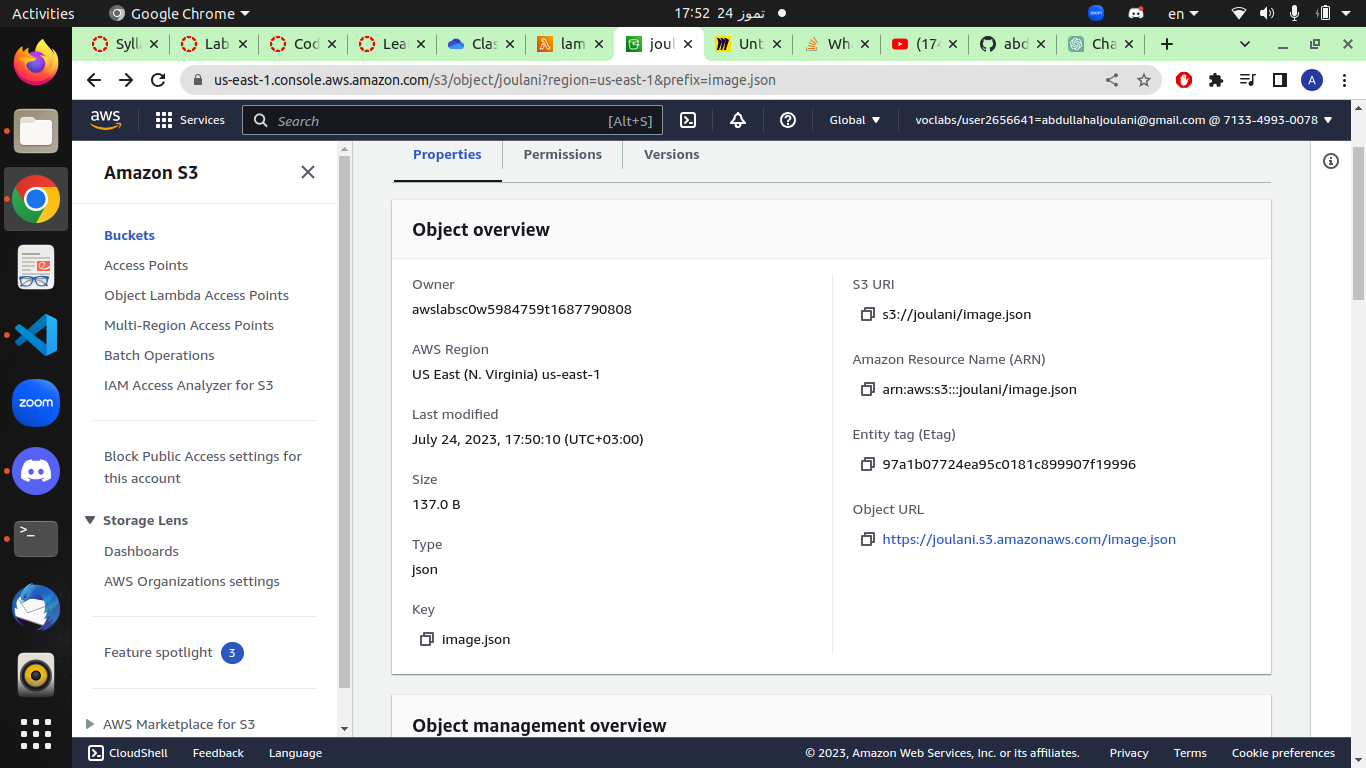 Activities
Google Chrome
17:52 24 تموز
en
Sylla
Lab
Cod
Lea
Clas
lam
joul
Unt
Who
(174
abd
Cha
us-east-1.console.aws.amazon.com/s3/object/joulani?region=us-east-1&prefix=image.json
A
aws
Services
Search
[Alt+S]
Global
voclabs/user2656641=abdullahaljoulani@gmail.com @ 7133-4993-0078
Amazon S3
Buckets
Access Points
Object Lambda Access Points
Multi-Region Access Points
Batch Operations
IAM Access Analyzer for S3
Block Public Access settings for
this account
Storage Lens
Dashboards
AWS Organizations settings
Feature spotlight 3
AWS Marketplace for S3
Properties
Permissions
Versions
Object overview
Owner
awslabsc0w5984759t1687790808
AWS Region
US East (N. Virginia) us-east-1
Last modified
July 24, 2023, 17:50:10 (UTC+03:00)
Size
137.0 B
Type
json
Key
image.json
S3 URI
s3://joulani/image.json
Amazon Resource Name (ARN)
arn:aws:s3:::joulani/image.json
Entity tag (Etag)
97a1b07724ea95c0181c899907f19996
Object URL
https://joulani.s3.amazonaws.com/image.json
Object management overview
zoom
CloudShell
Feedback
Language
© 2023, Amazon Web Services, Inc. or its affiliates.
Privacy
Terms
Cookie preferences